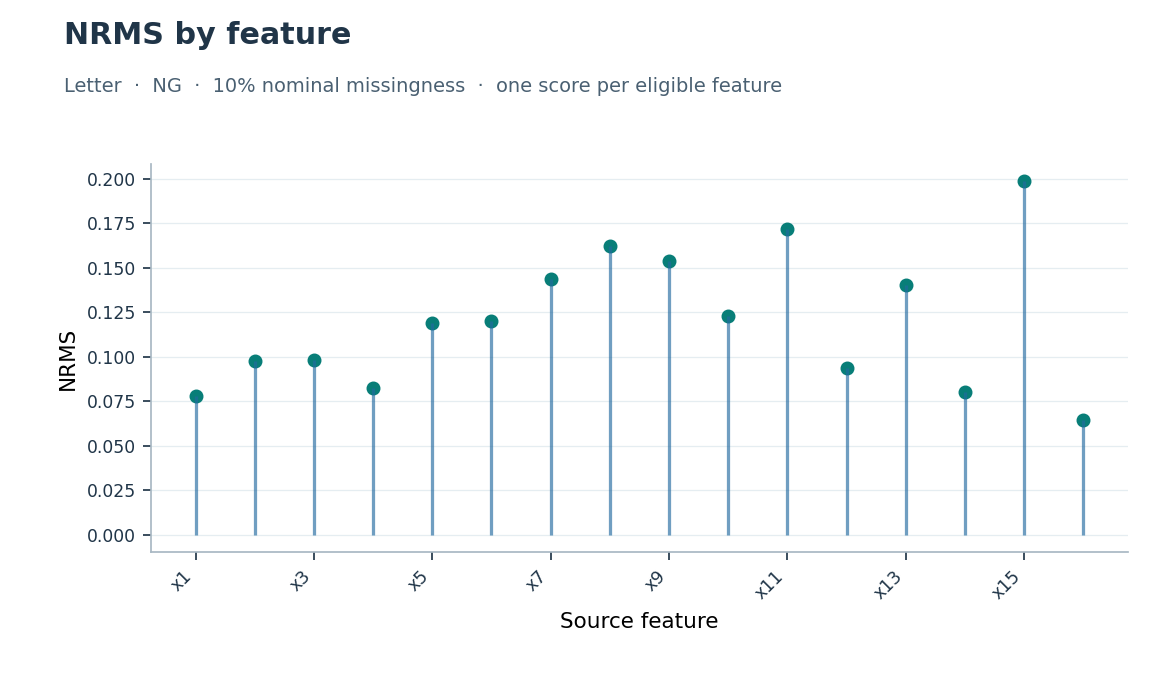 NRMS by feature
Letter · NG · 10% nominal missingness · one score per eligible feature
0.200
0.175
0.150
0.125
0.100
0.075
0.050
0.025
0.000
NRMS
x1
x3
x5
x7
x9
x11
x13
x15
Source feature